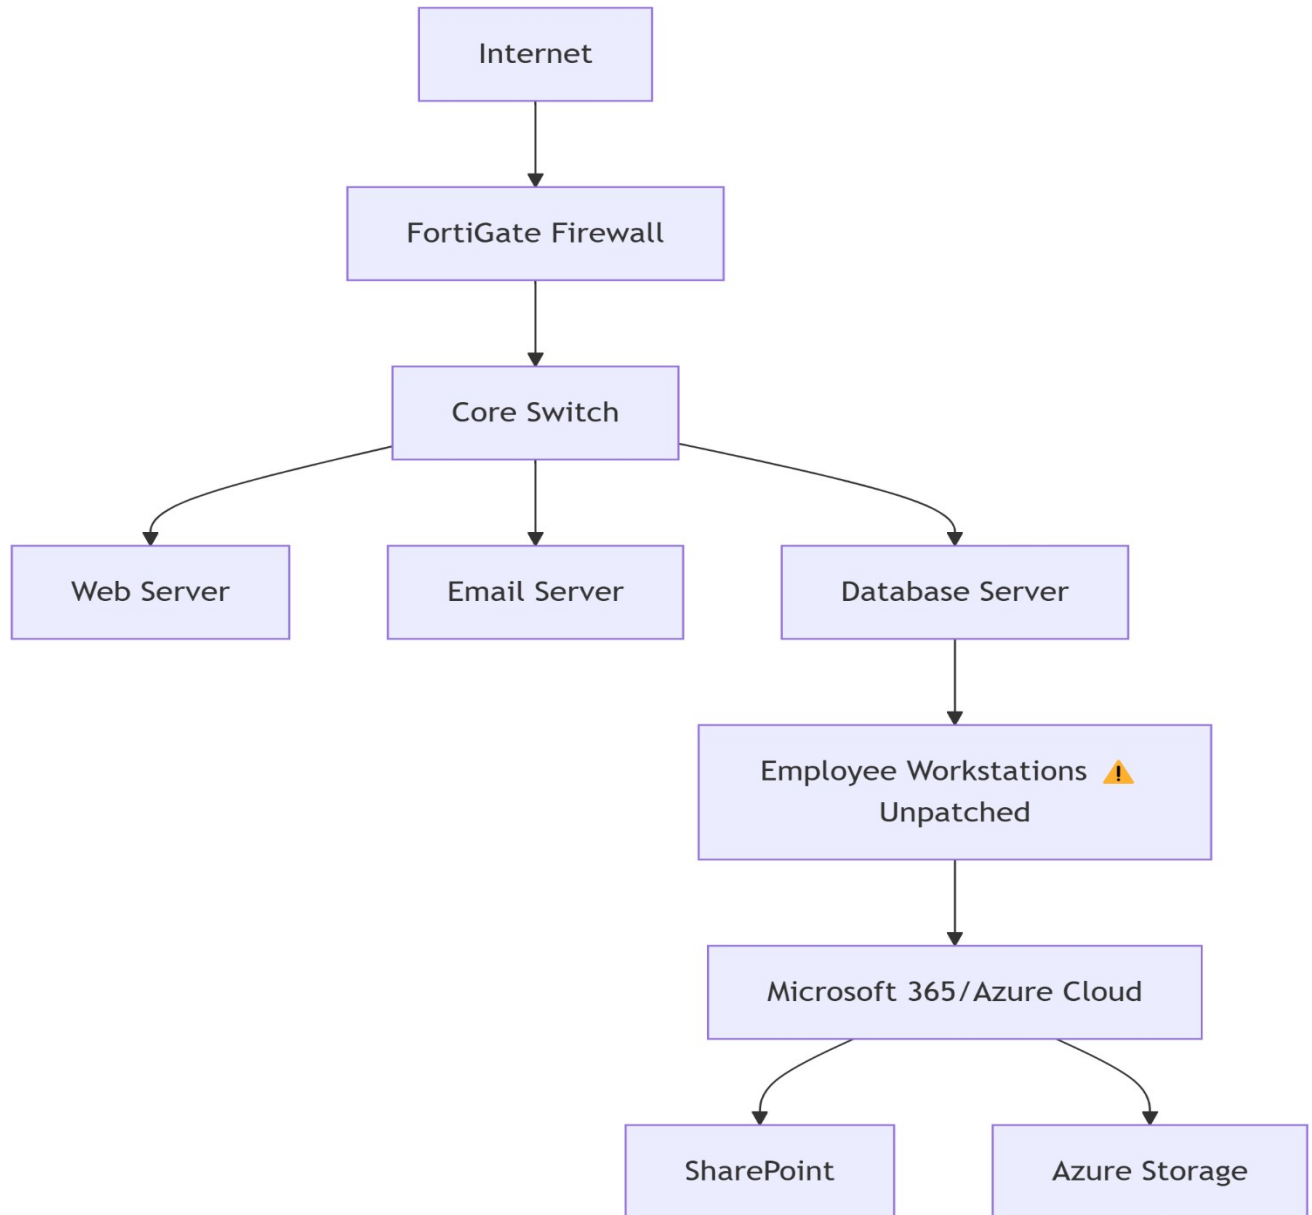 Internet
FortiGate Firewall
Core Switch
Web Server
Email Server
Database Server
Employee Workstations ⚠️
Unpatched
Microsoft 365/Azure Cloud
SharePoint
Azure Storage